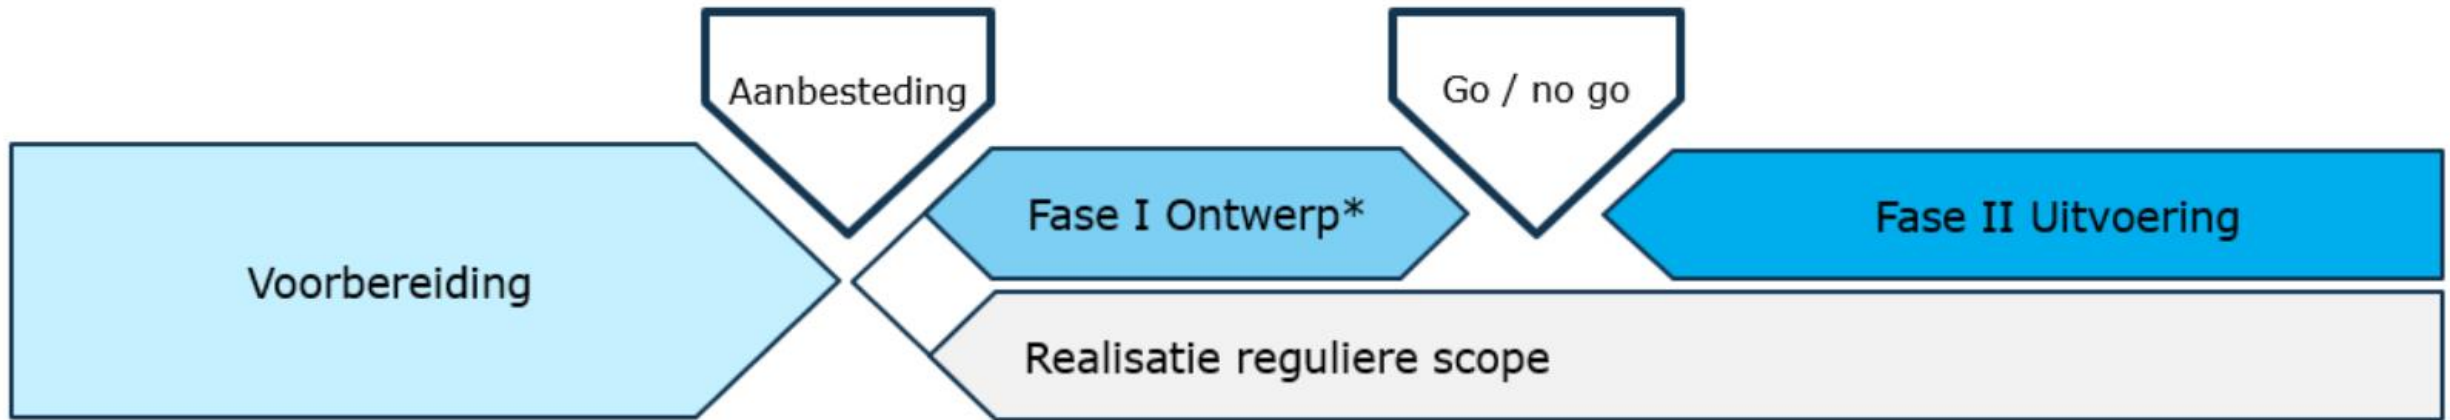 Aanbesteding
Go / no go
Voorbereiding
Fase I Ontwerp*
Fase II Uitvoering
Realisatie reguliere scope